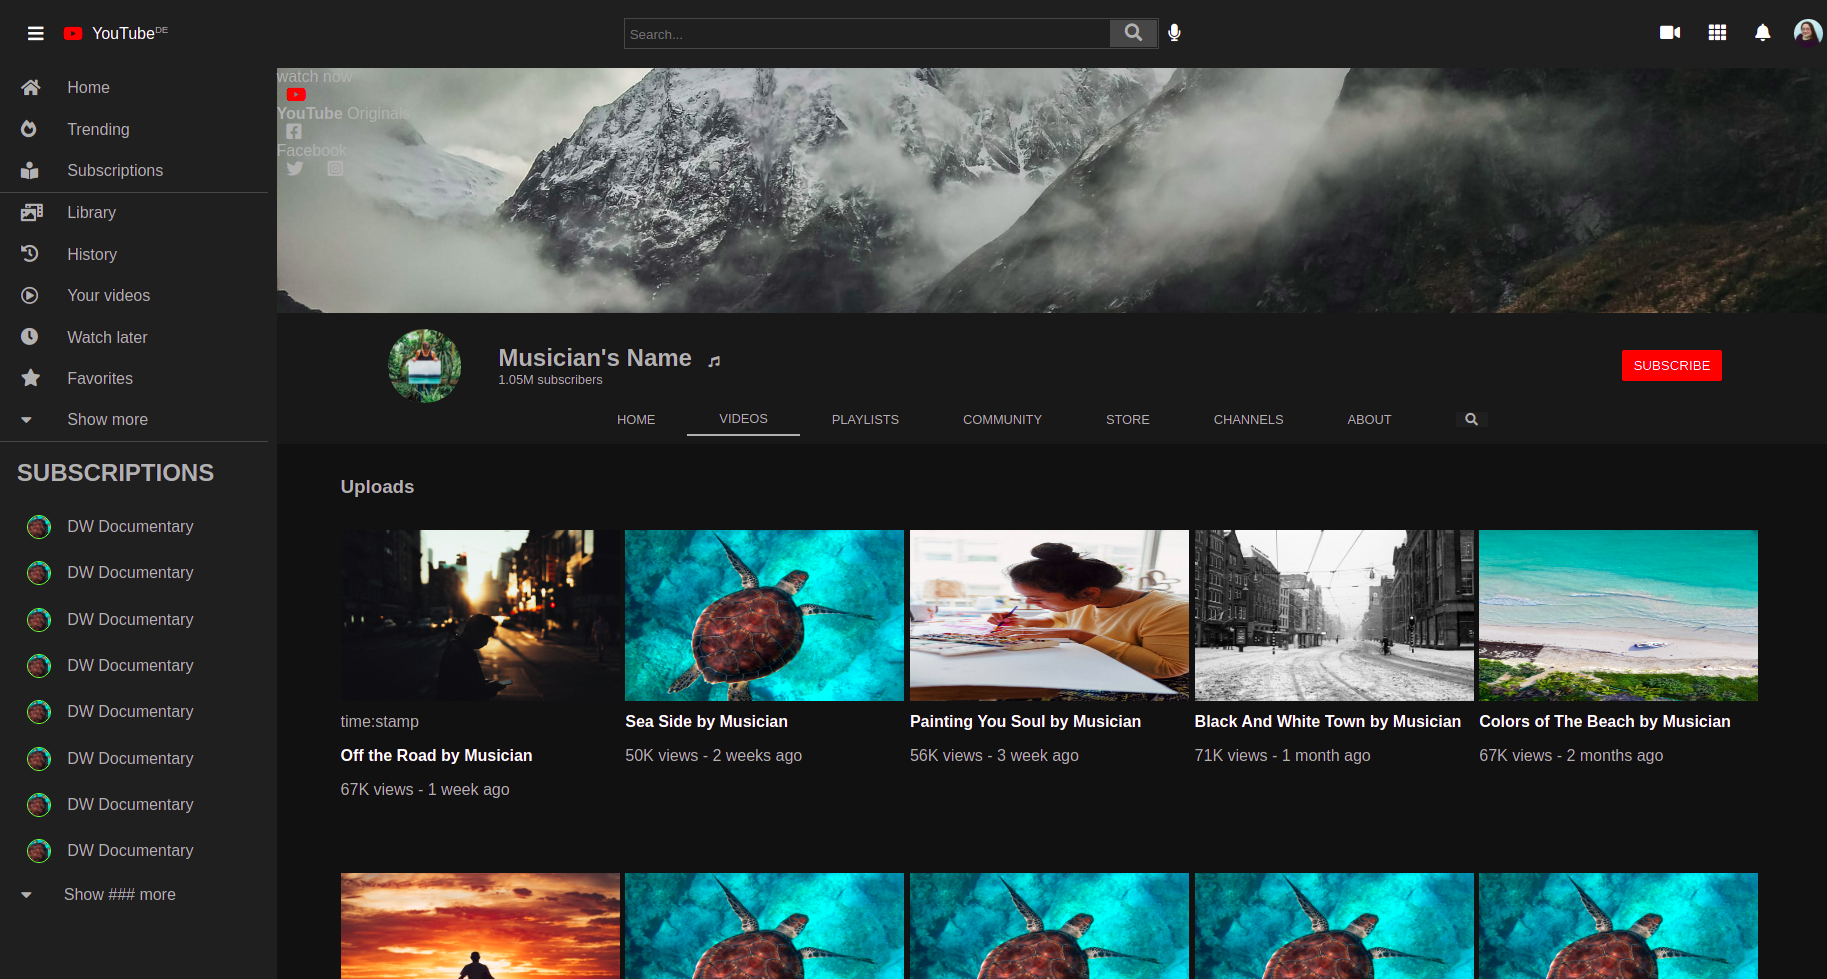 YouTube DE
Search...
Home
Trending
Subscriptions
Library
History
Your videos
Watch later
Favorites
Show more
SUBSCRIPTIONS
DW Documentary
DW Documentary
DW Documentary
DW Documentary
DW Documentary
DW Documentary
DW Documentary
DW Documentary
Show ### more
watch now
YouTube Originals
Facebook
Musician's Name
1.05M subscribers
SUBSCRIBE
HOME VIDEOS PLAYLISTS COMMUNITY STORE CHANNELS ABOUT
Uploads
time:stamp
Off the Road by Musician
67K views - 1 week ago
Sea Side by Musician
50K views - 2 weeks ago
Painting You Soul by Musician
56K views - 3 week ago
Black And White Town by Musician
71K views - 1 month ago
Colors of The Beach by Musician
67K views - 2 months ago